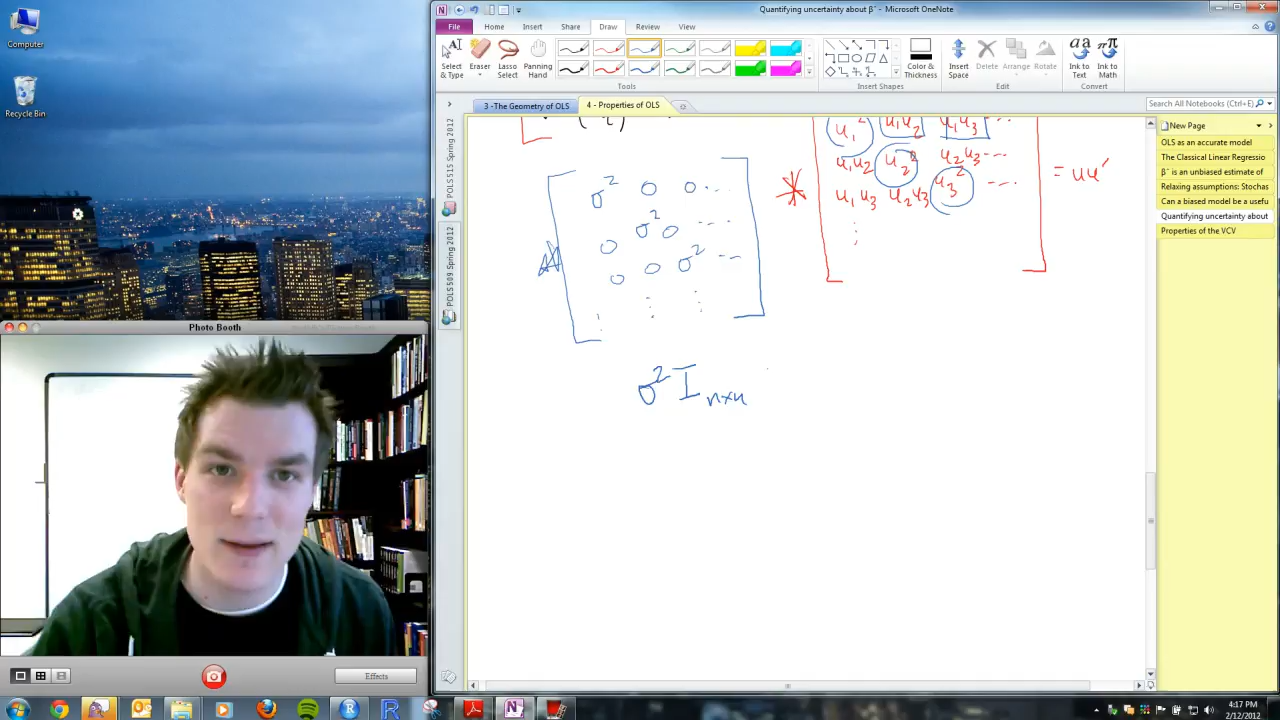 Computer
Recycle Bin
Quantifying uncertainty about β^ - Microsoft OneNote
File Home Insert Share Draw Review View
Select & Type
Eraser
Lasso Select
Panning Hand
Color & Thickness
Insert Space
Delete
Arrange
Rotate
Ink to Text
Ink to Math
Tools
Insert Shapes
Edit
Convert
3 -The Geometry of OLS
4 - Properties of OLS
Search All Notebooks (Ctrl+E)
New Page
OLS as an accurate model
The Classical Linear Regressio
β^ is an unbiased estimate of
Relaxing assumptions: Stochas
Can a biased model be a usefu
Quantifying uncertainty about
Properties of the VCV
POLS 515 Spring 2012
POLS 509 Spring 2012
u₁² u₁u₂ u₁u₃ ...
u₁u₂ u₂² u₂u₃ ...
u₁u₃ u₂u₃ u₃² ...
= uu′
σ² 0 0 ...
0 σ² 0 ...
0 0 σ² ...
σ² I n×n
Photo Booth
Effects
4:17 PM
2/12/2012